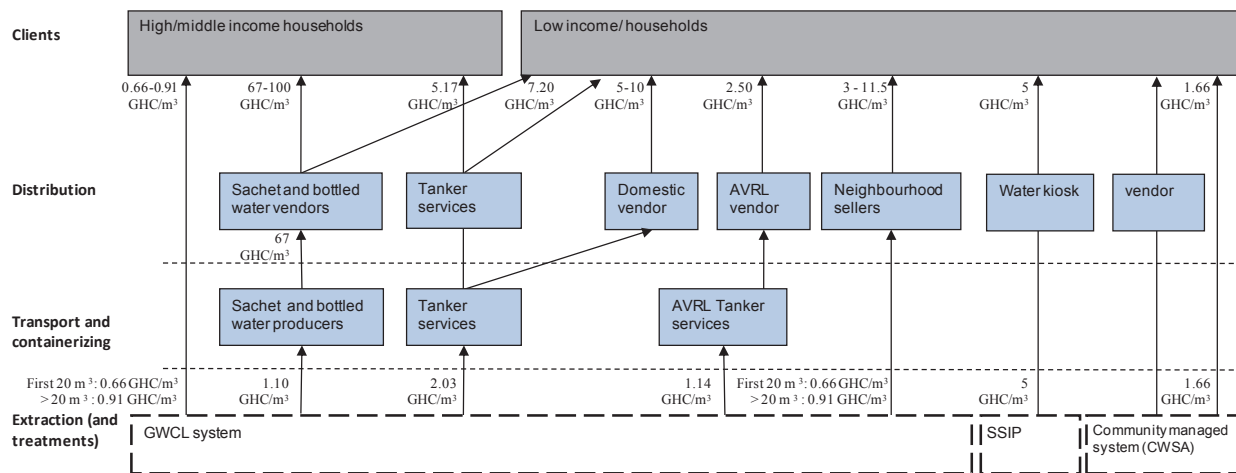 Clients
High/middle income households
Low income/ households
0.66-0.91
GHC/m³
67-100
GHC/m³
5.17
GHC/m³
7.20
GHC/m³
5-10
GHC/m³
2.50
GHC/m³
3 - 11.5
GHC/m³
5
GHC/m³
1.66
GHC/m³
Distribution
Sachet and bottled
water vendors
Tanker
services
Domestic
vendor
AVRL
vendor
Neighbourhood
sellers
Water kiosk
vendor
67
GHC/m³
Transport and
containerizing
Sachet and bottled
water producers
Tanker
services
AVRL Tanker
services
First 20 m³: 0.66 GHC/m³
> 20 m³ : 0.91 GHC/m³
1.10
GHC/m³
2.03
GHC/m³
1.14
GHC/m³
First 20 m³: 0.66 GHC/m³
> 20 m³ : 0.91 GHC/m³
5
GHC/m³
1.66
GHC/m³
Extraction (and
treatments)
GWCL system
SSIP
Community managed
system (CWSA)